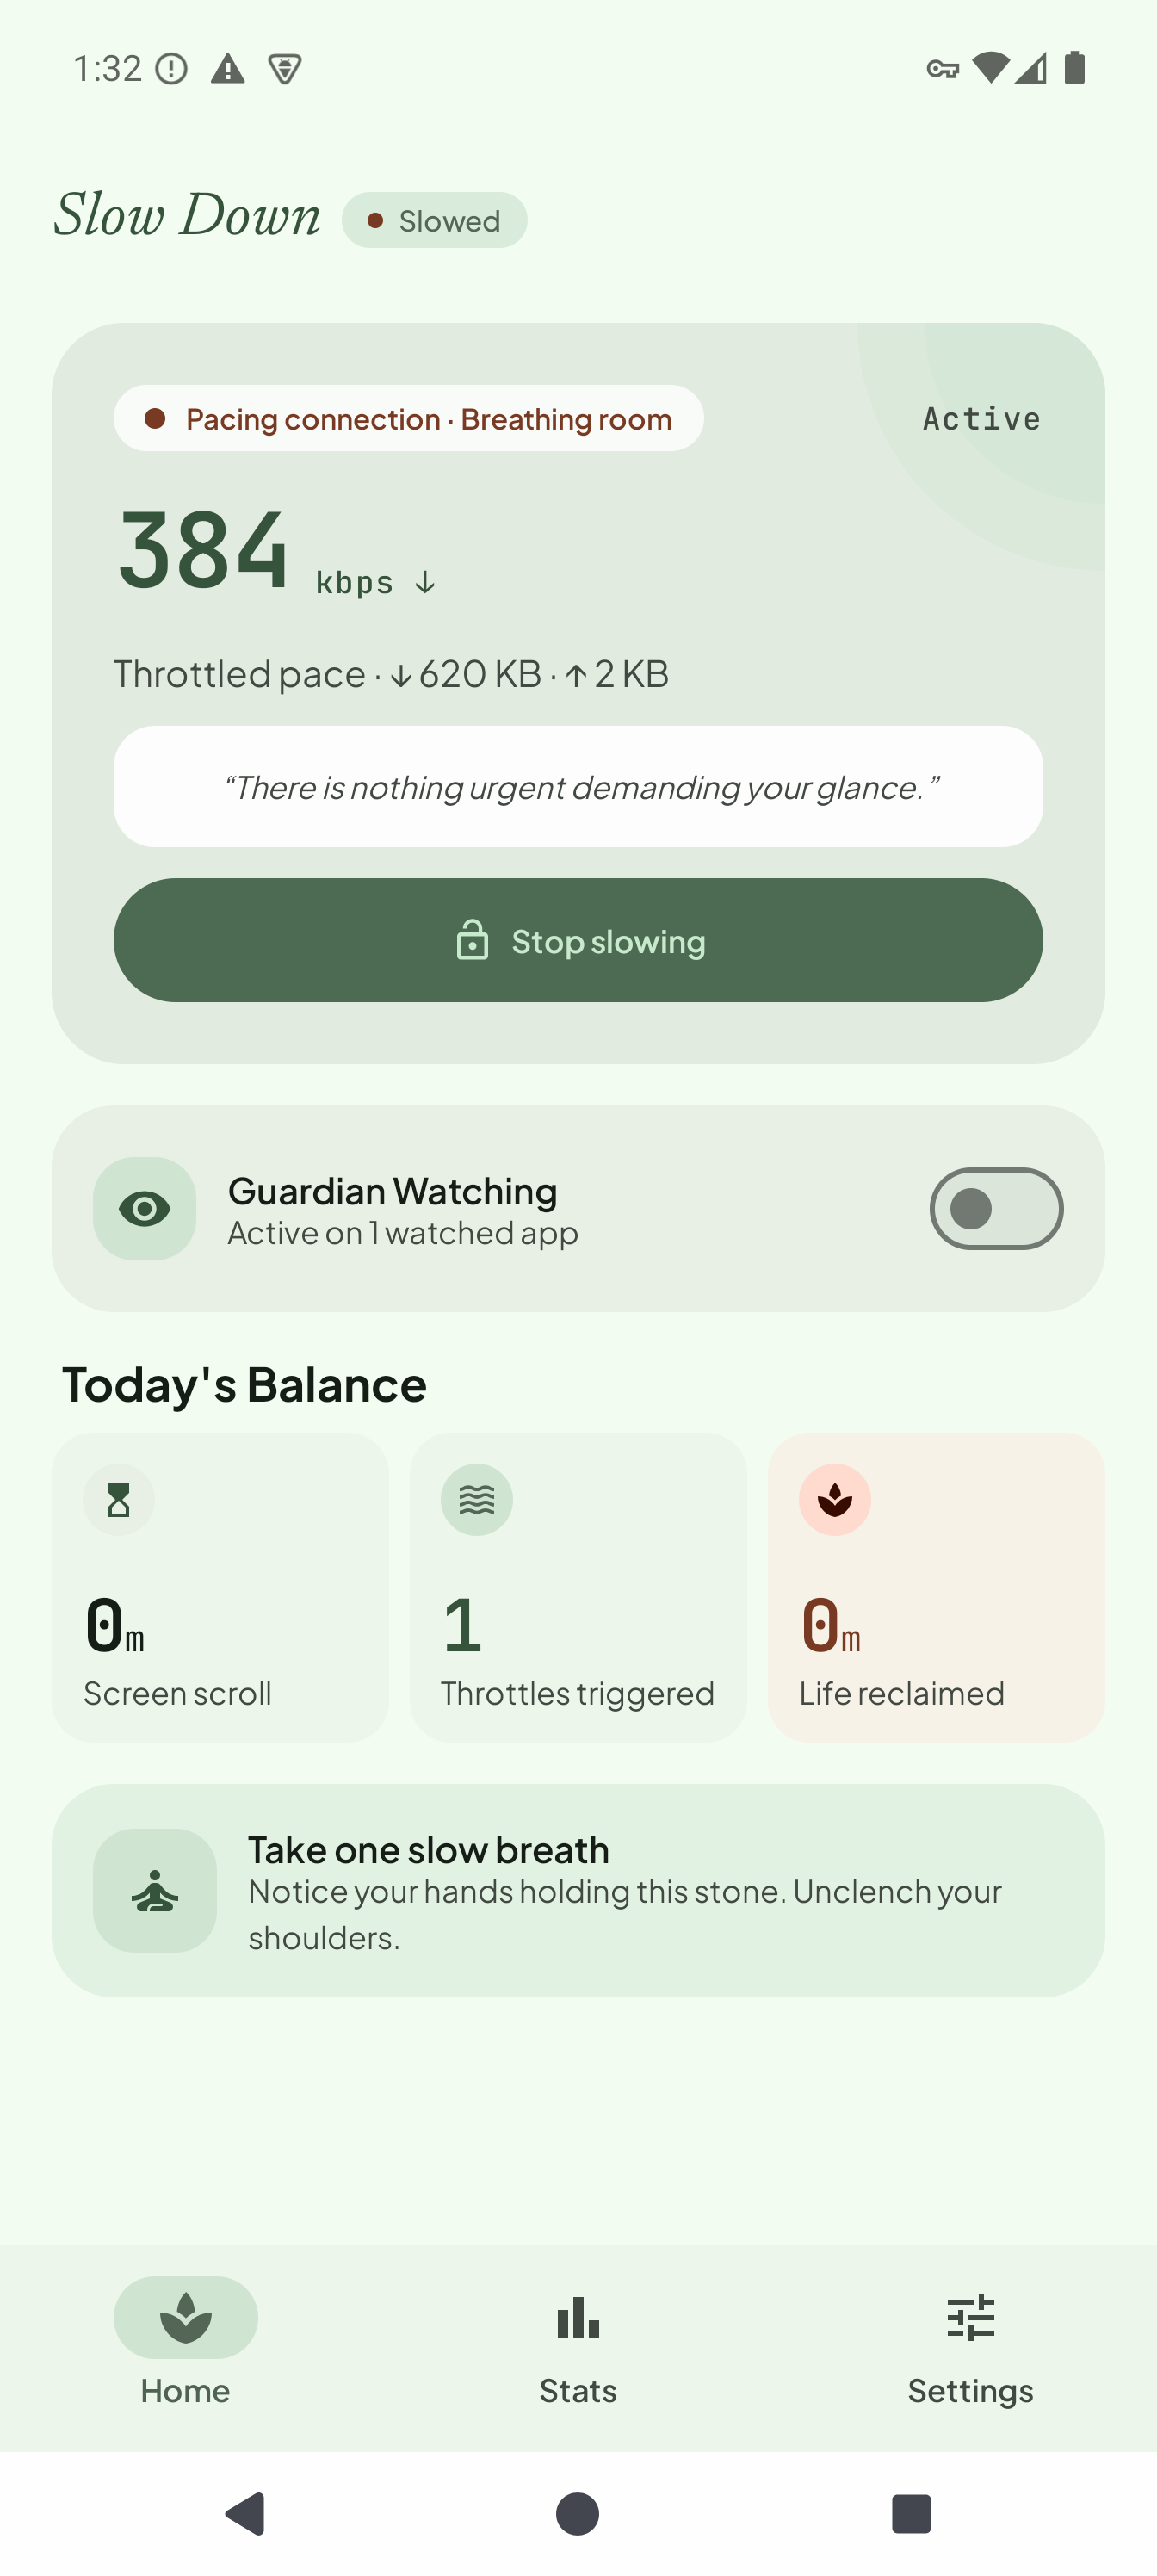 1:32
Slow Down
Slowed
Pacing connection · Breathing room
Active
384 kbps ↓
Throttled pace · ↓ 620 KB · ↑ 2 KB
“There is nothing urgent demanding your glance.”
Stop slowing
Guardian Watching
Active on 1 watched app
Today's Balance
0m
Screen scroll
1
Throttles triggered
0m
Life reclaimed
Take one slow breath
Notice your hands holding this stone. Unclench your
shoulders.
Home
Stats
Settings